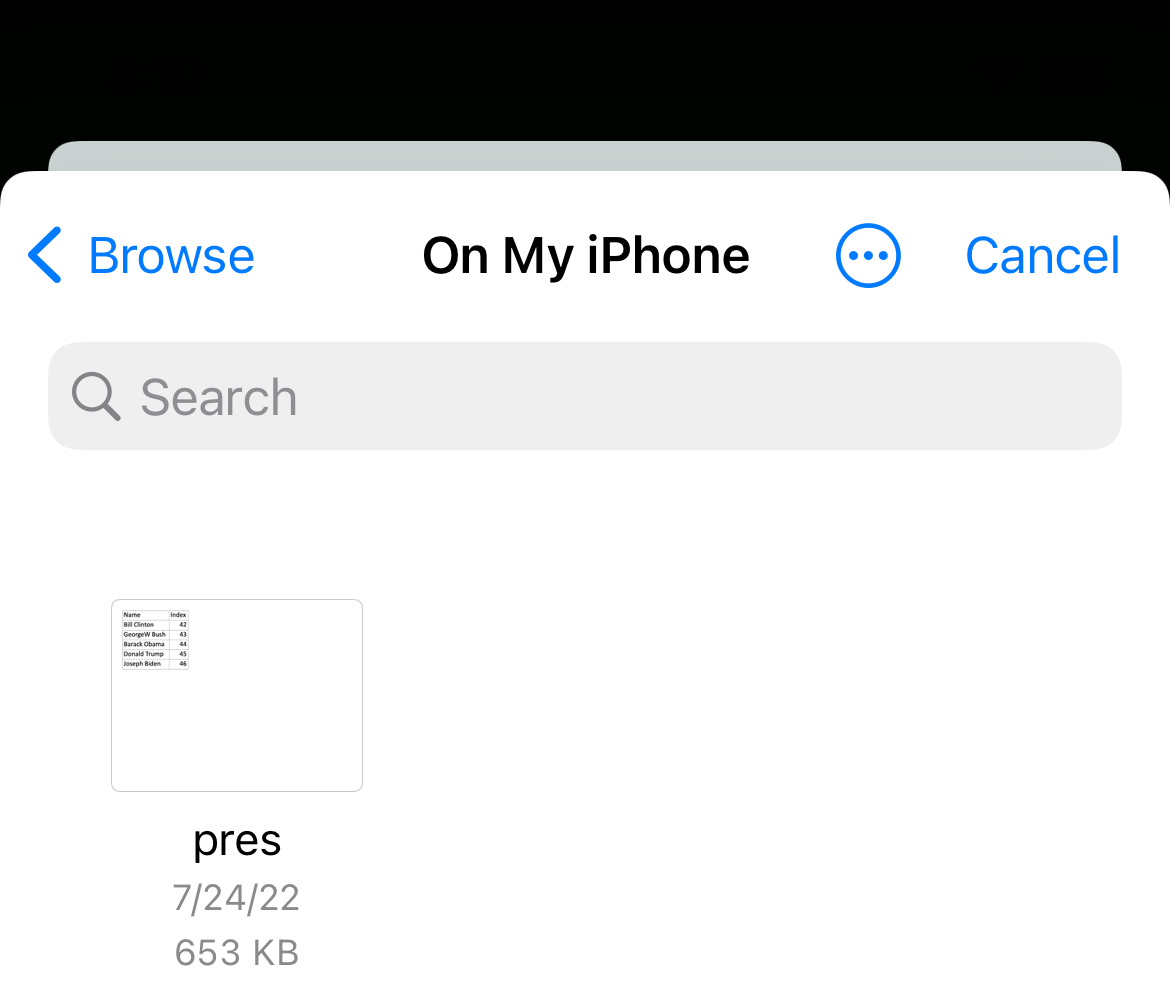 Browse On My iPhone Cancel
Search
Name Index
Bill Clinton 42
GeorgeW Bush 43
Barack Obama 44
Donald Trump 45
Joseph Biden 46
pres
7/24/22
653 KB